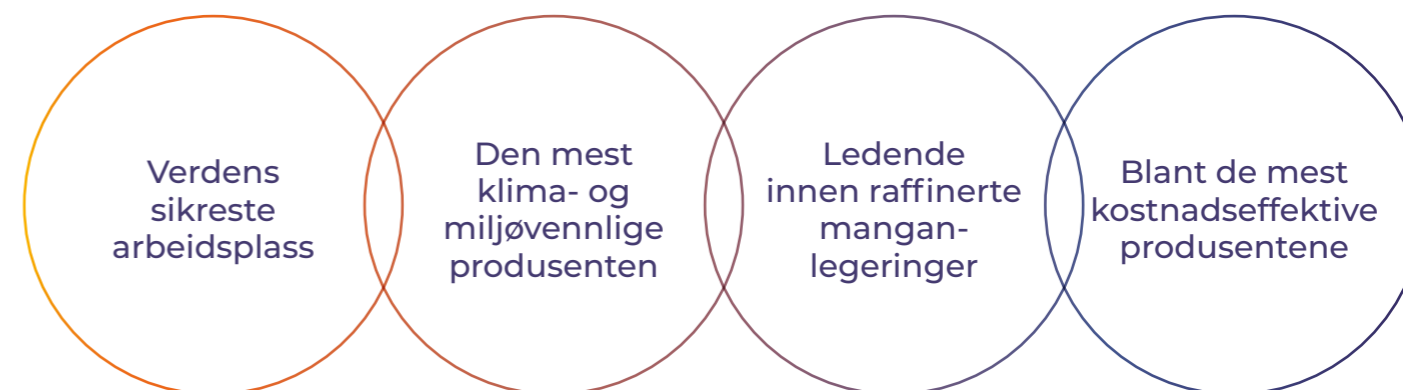 Verdens
sikreste
arbeidsplass
Den mest
klima- og
miljøvennlige
produsenten
Ledende
innen raffinerte
mangan-
legeringer
Blant de mest
kostnadseffektive
produsentene